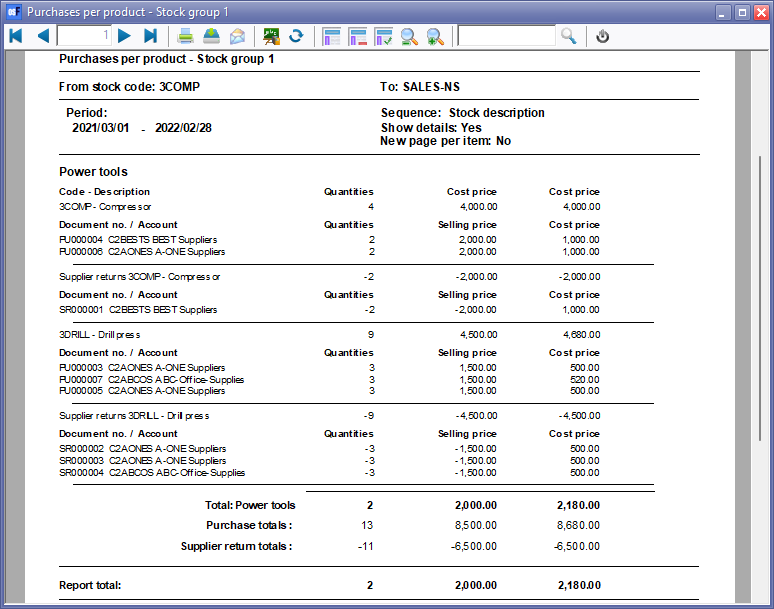 Purchases per product - Stock group 1
1
Purchases per product - Stock group 1
From stock code: 3COMP To: SALES-NS
Period: Sequence: Stock description
2021/03/01 - 2022/02/28 Show details: Yes
New page per item: No
Power tools
Code - Description Quantities Cost price Cost price
3COMP - Compressor 4 4,000.00 4,000.00
Document no. / Account Quantities Selling price Cost price
PU000004 C2BESTS BEST Suppliers 2 2,000.00 1,000.00
PU000006 C2AONES A-ONE Suppliers 2 2,000.00 1,000.00
Supplier returns 3COMP - Compressor -2 -2,000.00 -2,000.00
Document no. / Account Quantities Selling price Cost price
SR000001 C2BESTS BEST Suppliers -2 -2,000.00 1,000.00
3DRILL - Drill press 9 4,500.00 4,680.00
Document no. / Account Quantities Selling price Cost price
PU000003 C2AONES A-ONE Suppliers 3 1,500.00 500.00
PU000007 C2ABCOS ABC-Office-Supplies 3 1,500.00 520.00
PU000005 C2AONES A-ONE Suppliers 3 1,500.00 500.00
Supplier returns 3DRILL - Drill press -9 -4,500.00 -4,500.00
Document no. / Account Quantities Selling price Cost price
SR000002 C2AONES A-ONE Suppliers -3 -1,500.00 500.00
SR000003 C2AONES A-ONE Suppliers -3 -1,500.00 500.00
SR000004 C2ABCOS ABC-Office-Supplies -3 -1,500.00 500.00
Total: Power tools 2 2,000.00 2,180.00
Purchase totals : 13 8,500.00 8,680.00
Supplier return totals : -11 -6,500.00 -6,500.00
Report total: 2 2,000.00 2,180.00